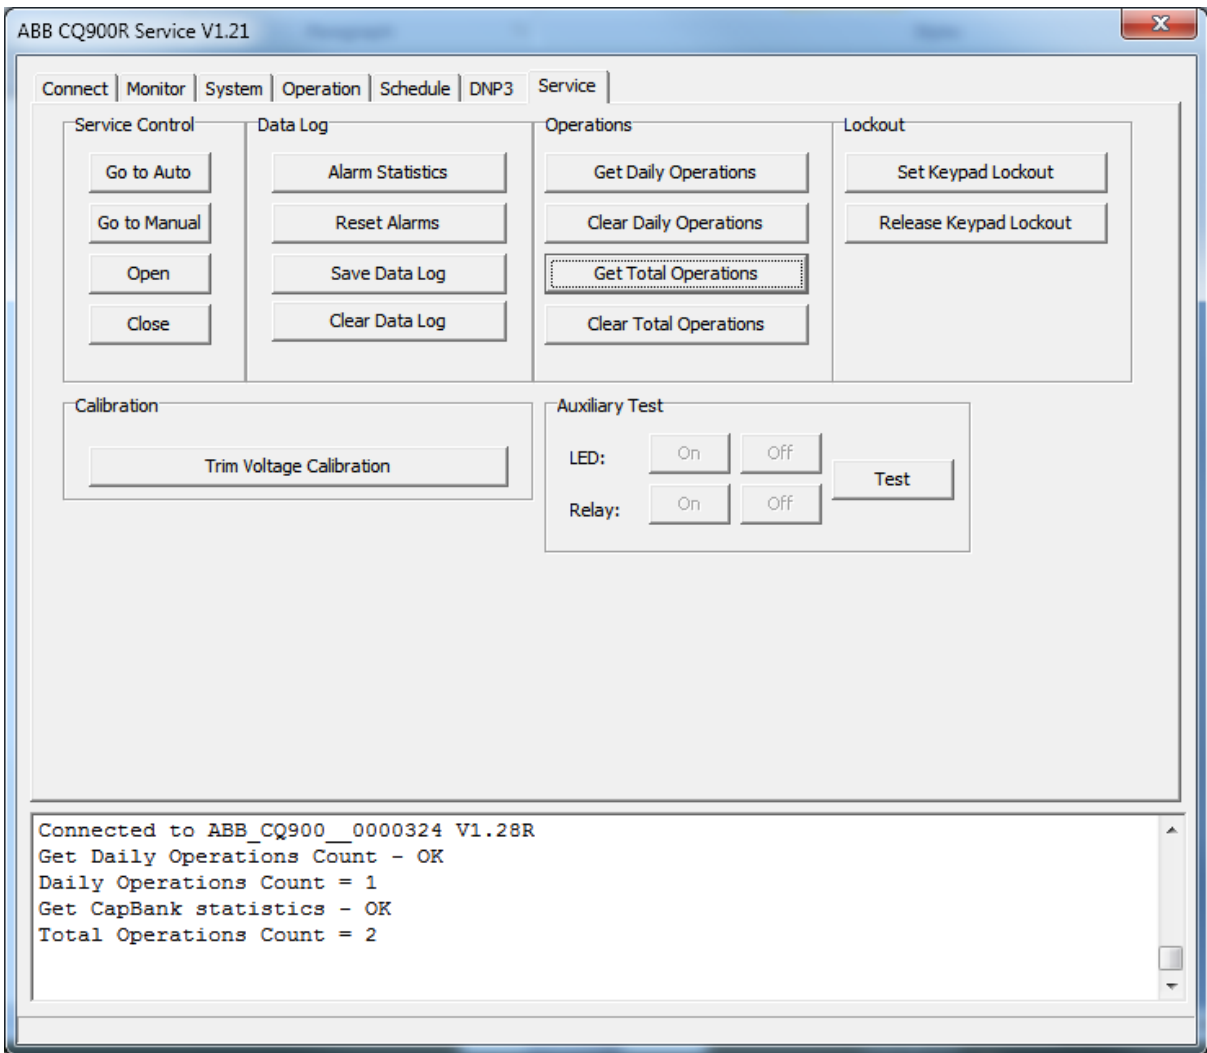 ABB CQ900R Service V1.21
Connect Monitor System Operation Schedule DNP3 Service
Service Control Data Log Operations Lockout
Go to Auto Alarm Statistics Get Daily Operations Set Keypad Lockout
Go to Manual Reset Alarms Clear Daily Operations Release Keypad Lockout
Open Save Data Log Get Total Operations
Close Clear Data Log Clear Total Operations
Calibration Auxiliary Test
Trim Voltage Calibration
LED: On Off
Test
Relay: On Off
Connected to ABB_CQ900__0000324 V1.28R
Get Daily Operations Count - OK
Daily Operations Count = 1
Get CapBank statistics - OK
Total Operations Count = 2